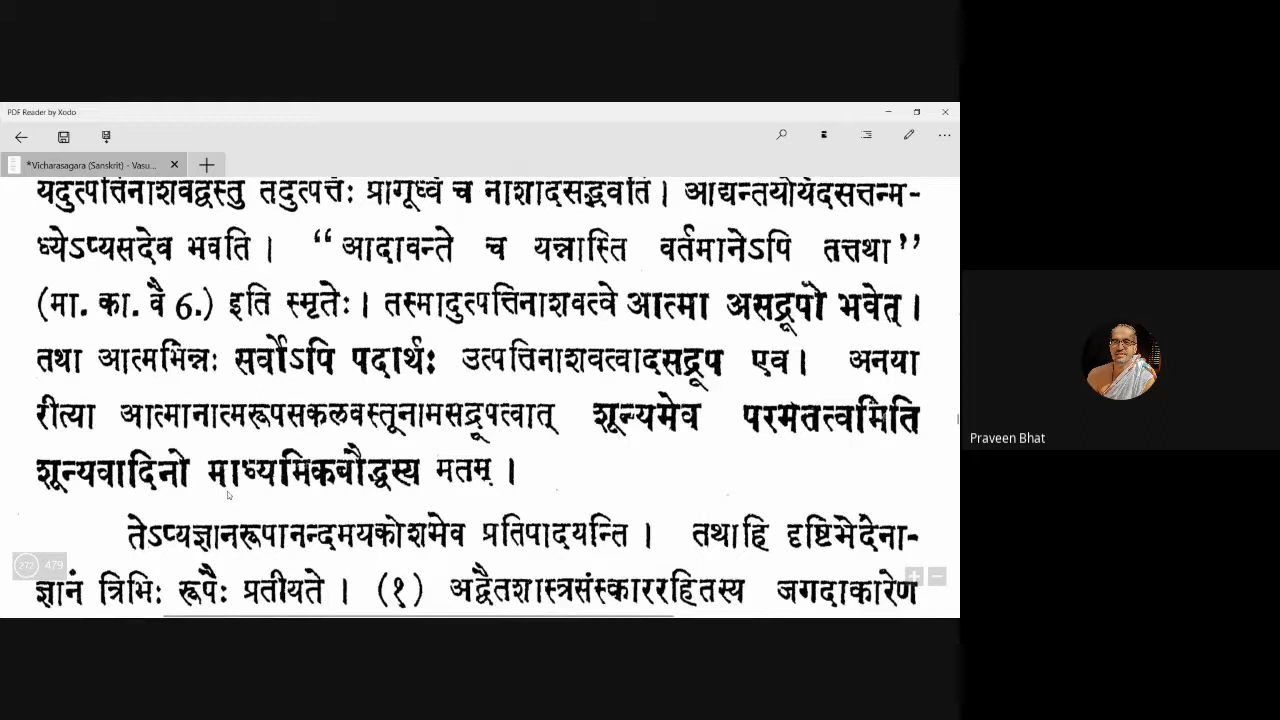 PDF Reader by Xodo
*Vicharasagara (Sanskrit) - Vasu...
यदुत्पत्तिनाशवद्वस्तु तदुत्पत्तेः प्रागूर्ध्वं च नाशादसद्भवति । आद्यन्तयोर्यदसत्तन्म-
ध्येऽप्यसदेव भवति । “आदावन्ते च यन्नास्ति वर्तमानेऽपि तत्तथा”
(मा. का. वै 6.) इति स्मृतेः । तस्मादुत्पत्तिनाशवत्वे आत्मा असद्रूपो भवेत् ।
तथा आत्मभिन्नः सर्वोऽपि पदार्थः उत्पत्तिनाशवत्वादसद्रूप एव । अनया
रीत्या आत्मानात्मरूपसकलवस्तूनामसद्रूपत्वात् शून्यमेव परमतत्वमिति
शून्यवादिनो माध्यमिकबौद्धस्य मतम् ।
Praveen Bhat
तेऽप्यज्ञानरूपानन्दमयकोशमेव प्रतिपादयन्ति । तथाहि दृष्टिभेदेना-
272 479
ज्ञानं त्रिभिः रूपैः प्रतीयते । (१) अद्वैतशास्त्रसंस्काररहितस्य जगदाकारेण